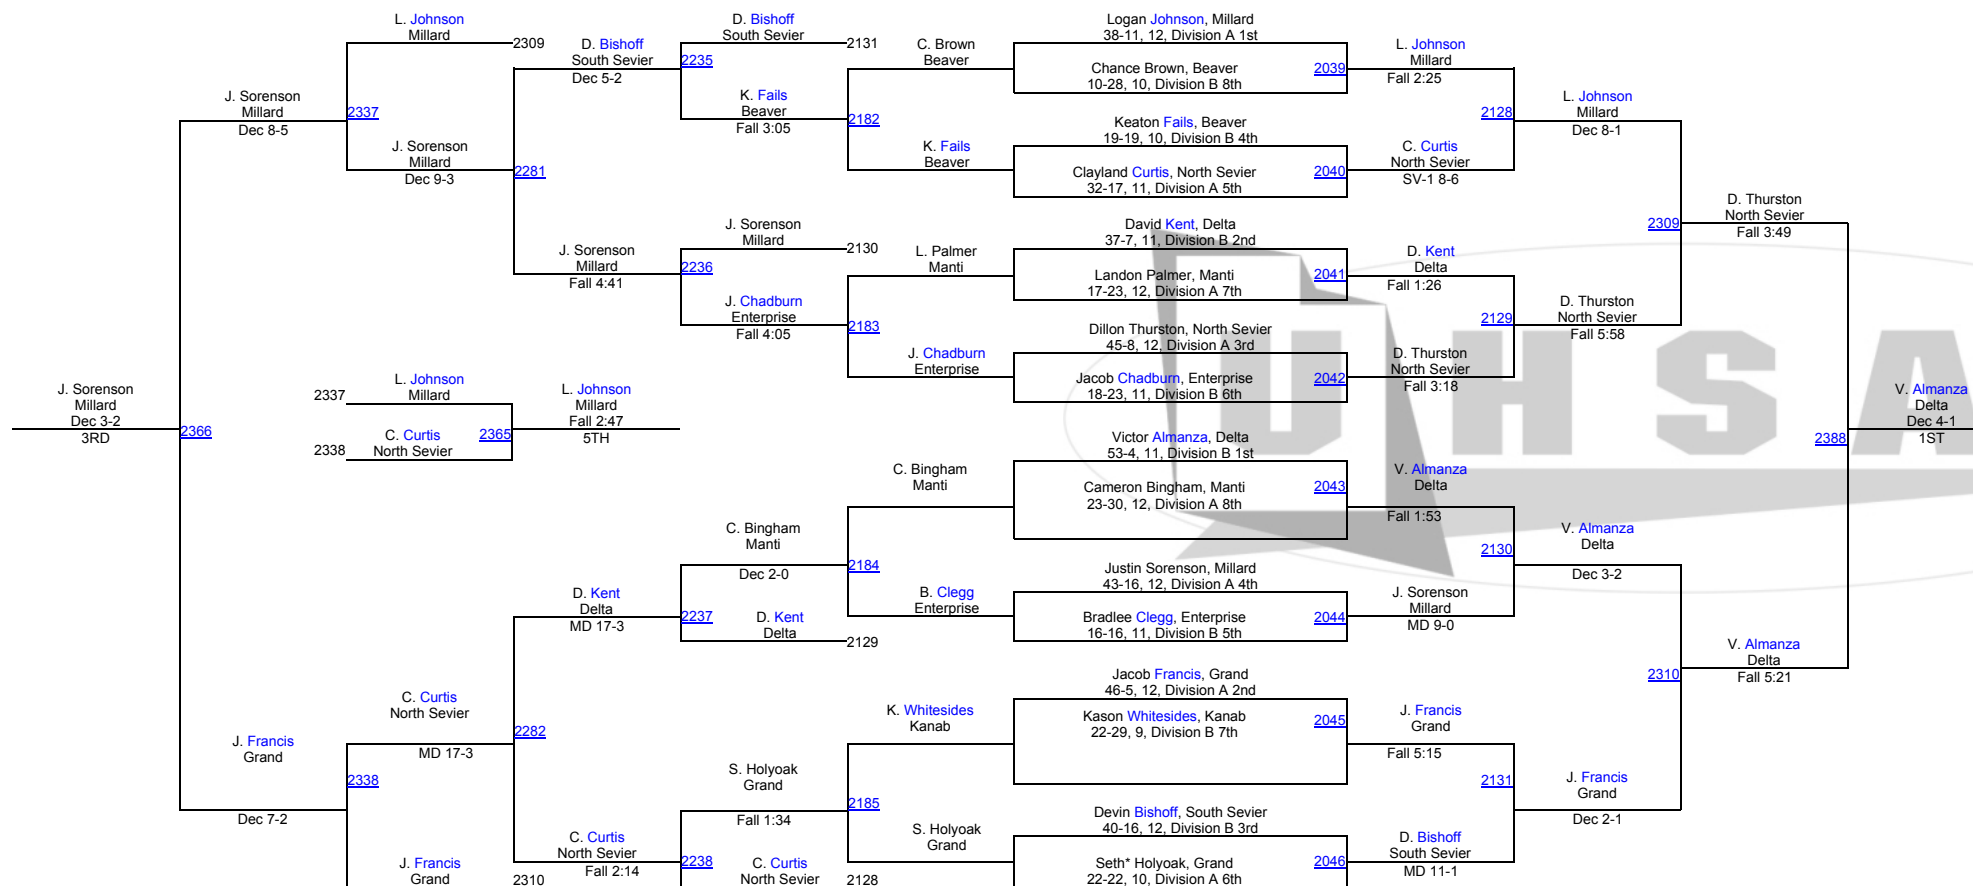 L. Johnson
Millard
2309
J. Sorenson
Millard
Dec 8-5
2337
J. Sorenson
Millard
Dec 9-3
D. Bishoff
South Sevier
Dec 5-2
2281
J. Sorenson
Millard
Fall 4:41
D. Bishoff
South Sevier
2131
2235
K. Fails
Beaver
Fall 3:05
J. Sorenson
Millard
2130
2236
J. Chadburn
Enterprise
Fall 4:05
C. Brown
Beaver
2182
K. Fails
Beaver
L. Palmer
Manti
2183
J. Chadburn
Enterprise
Logan Johnson, Millard
38-11, 12, Division A 1st
Chance Brown, Beaver
10-28, 10, Division B 8th
2039
Keaton Fails, Beaver
19-19, 10, Division B 4th
Clayland Curtis, North Sevier
32-17, 11, Division A 5th
2040
David Kent, Delta
37-7, 11, Division B 2nd
Landon Palmer, Manti
17-23, 12, Division A 7th
2041
Dillon Thurston, North Sevier
45-8, 12, Division A 3rd
Jacob Chadburn, Enterprise
18-23, 11, Division B 6th
2042
L. Johnson
Millard
Fall 2:25
2128
C. Curtis
North Sevier
SV-1 8-6
D. Kent
Delta
Fall 1:26
2129
D. Thurston
North Sevier
Fall 3:18
L. Johnson
Millard
Dec 8-1
2309
D. Thurston
North Sevier
Fall 5:58
D. Thurston
North Sevier
Fall 3:49
UHSA
J. Sorenson
Millard
Dec 3-2
3RD
2366
2337
L. Johnson
Millard
2338
C. Curtis
North Sevier
2365
L. Johnson
Millard
Fall 2:47
5TH
V. Almanza
Delta
Dec 4-1
1ST
2388
Victor Almanza, Delta
53-4, 11, Division B 1st
Cameron Bingham, Manti
23-30, 12, Division A 8th
2043
Justin Sorenson, Millard
43-16, 12, Division A 4th
Bradlee Clegg, Enterprise
16-16, 11, Division B 5th
2044
Jacob Francis, Grand
46-5, 12, Division A 2nd
Kason Whitesides, Kanab
22-29, 9, Division B 7th
2045
Devin Bishoff, South Sevier
40-16, 12, Division B 3rd
Seth* Holyoak, Grand
22-22, 10, Division A 6th
2046
C. Bingham
Manti
2184
B. Clegg
Enterprise
K. Whitesides
Kanab
2185
S. Holyoak
Grand
C. Bingham
Manti
Dec 2-0
2237
D. Kent
Delta
2129
S. Holyoak
Grand
Fall 1:34
2238
C. Curtis
North Sevier
2128
D. Kent
Delta
MD 17-3
2282
C. Curtis
North Sevier
Fall 2:14
C. Curtis
North Sevier
MD 17-3
2338
J. Francis
Grand
2310
J. Francis
Grand
Dec 7-2
V. Almanza
Delta
Fall 1:53
2130
J. Sorenson
Millard
MD 9-0
J. Francis
Grand
Fall 5:15
2131
D. Bishoff
South Sevier
MD 11-1
V. Almanza
Delta
Dec 3-2
2310
J. Francis
Grand
Dec 2-1
V. Almanza
Delta
Fall 5:21